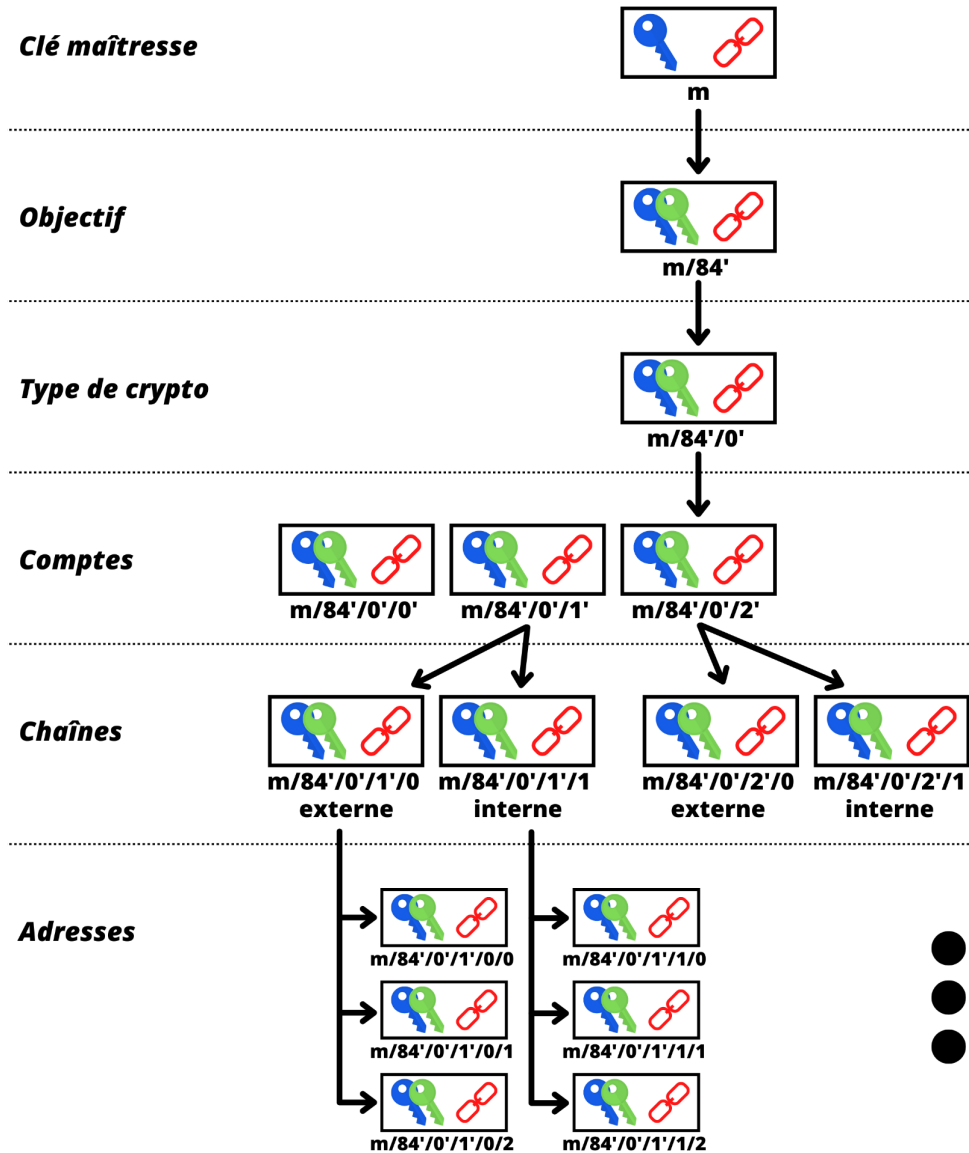 Clé maîtresse
m
Objectif
m/84'
Type de crypto
m/84'/0'
Comptes
m/84'/0'/0' m/84'/0'/1' m/84'/0'/2'
Chaînes
m/84'/0'/1'/0 m/84'/0'/1'/1 m/84'/0'/2'/0 m/84'/0'/2'/1
externe interne externe interne
Adresses
m/84'/0'/1'/0/0 m/84'/0'/1'/1/0
m/84'/0'/1'/0/1 m/84'/0'/1'/1/1
m/84'/0'/1'/0/2 m/84'/0'/1'/1/2